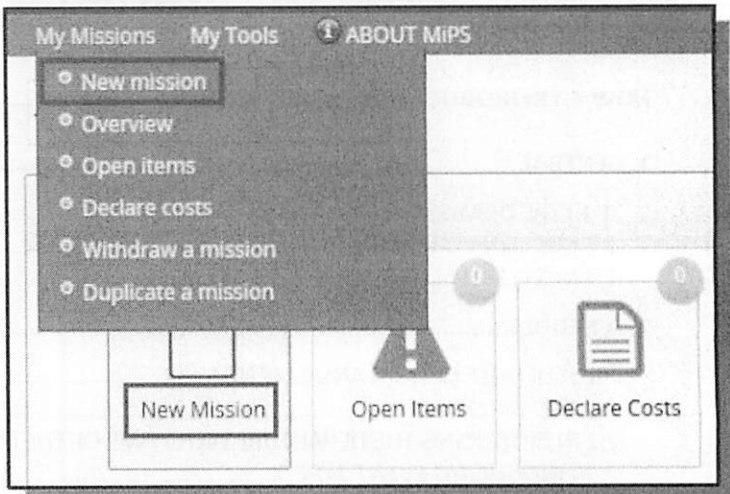 My Missions My Tools i ABOUT MiPS
New mission
Overview
Open items
Declare costs
Withdraw a mission
Duplicate a mission
0 0
New Mission Open Items Declare Costs